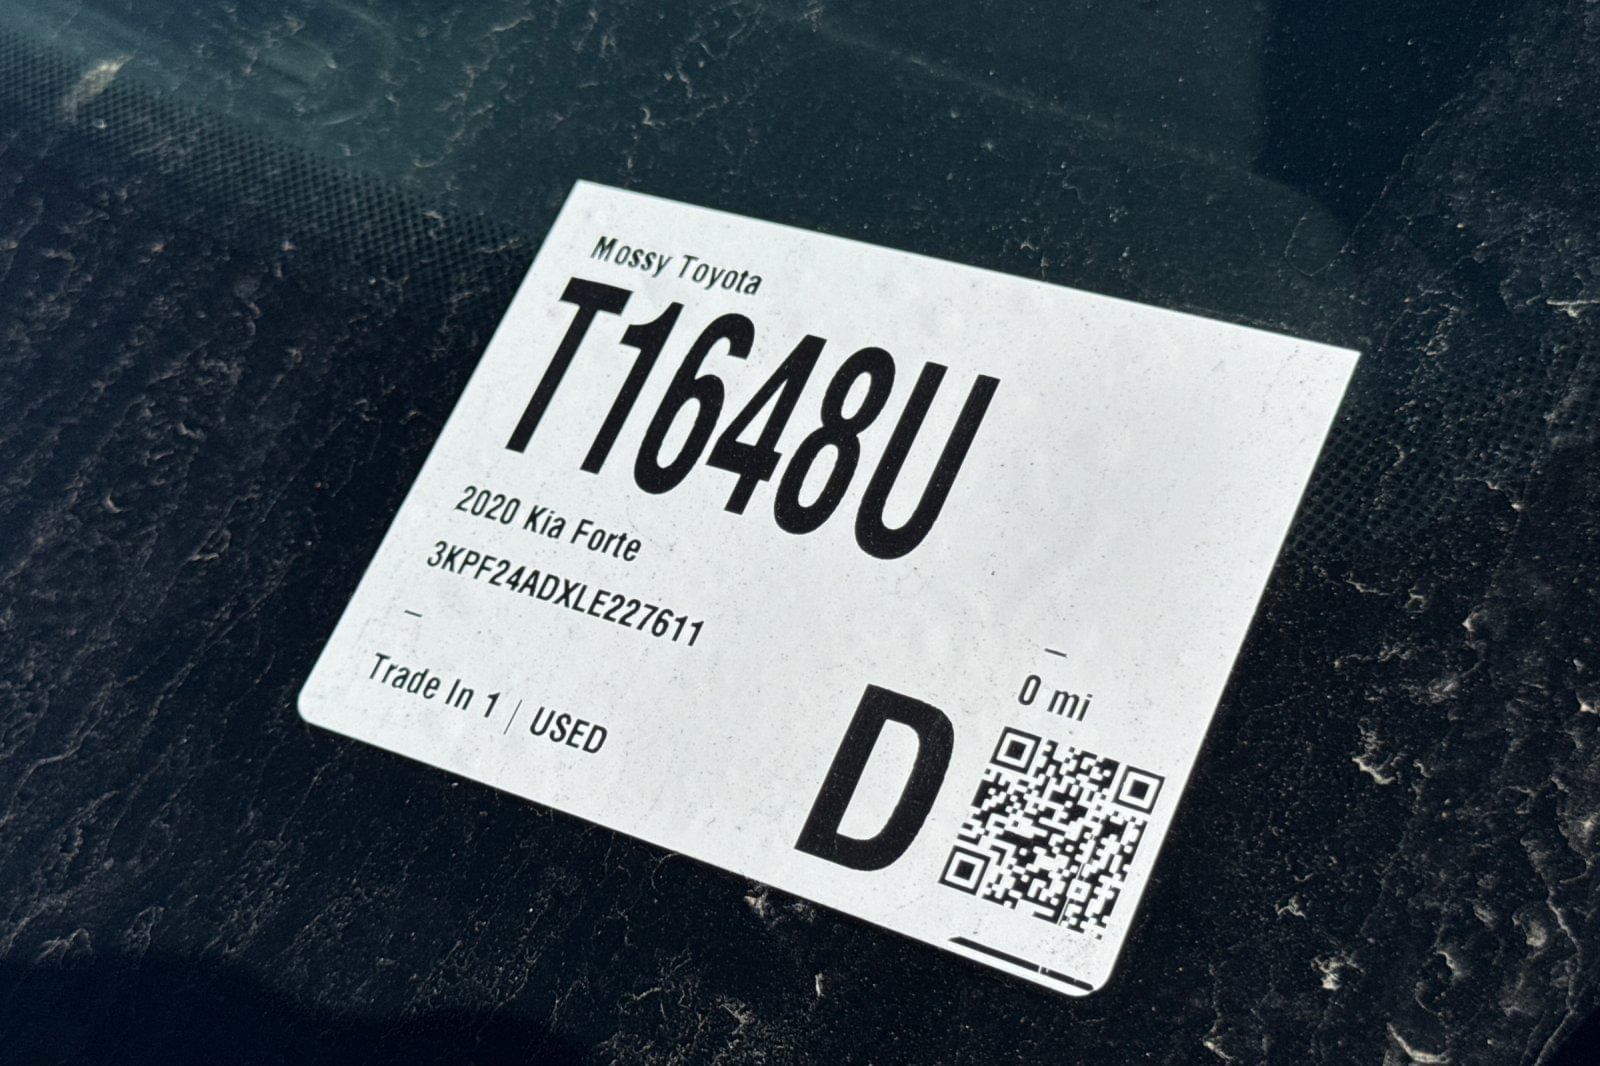 Mossy Toyota
T1648U
2020 Kia Forte
3KPF24ADXLE227611
–
–
0 mi
Trade In 1 | USED
D